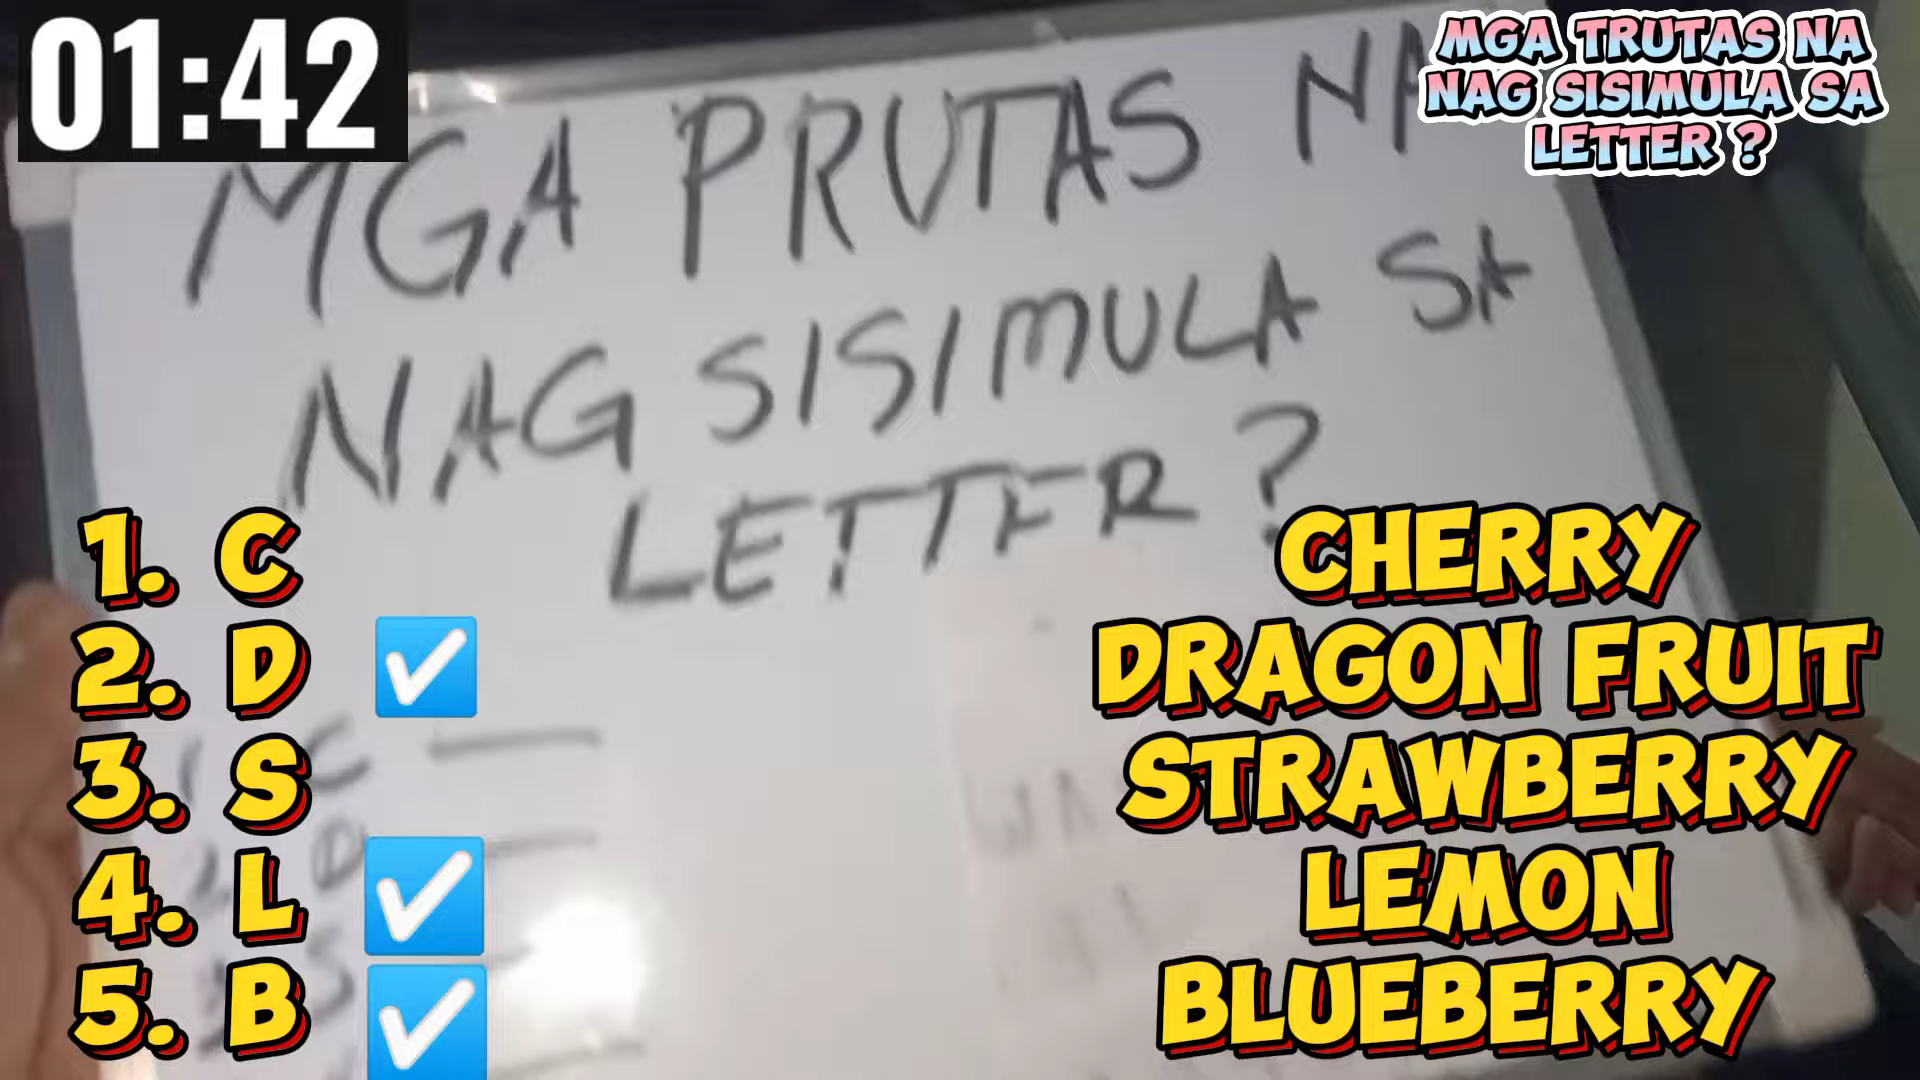 01:42
MGA TRUTAS NA
NAG SISIMULA SA
LETTER ?
MGA PRUTAS NA
NAG SISIMULA SA
LETTER ?
1. C
2. D
3. S
4. L
5. B
CHERRY
DRAGON FRUIT
STRAWBERRY
LEMON
BLUEBERRY
1 C
D
S